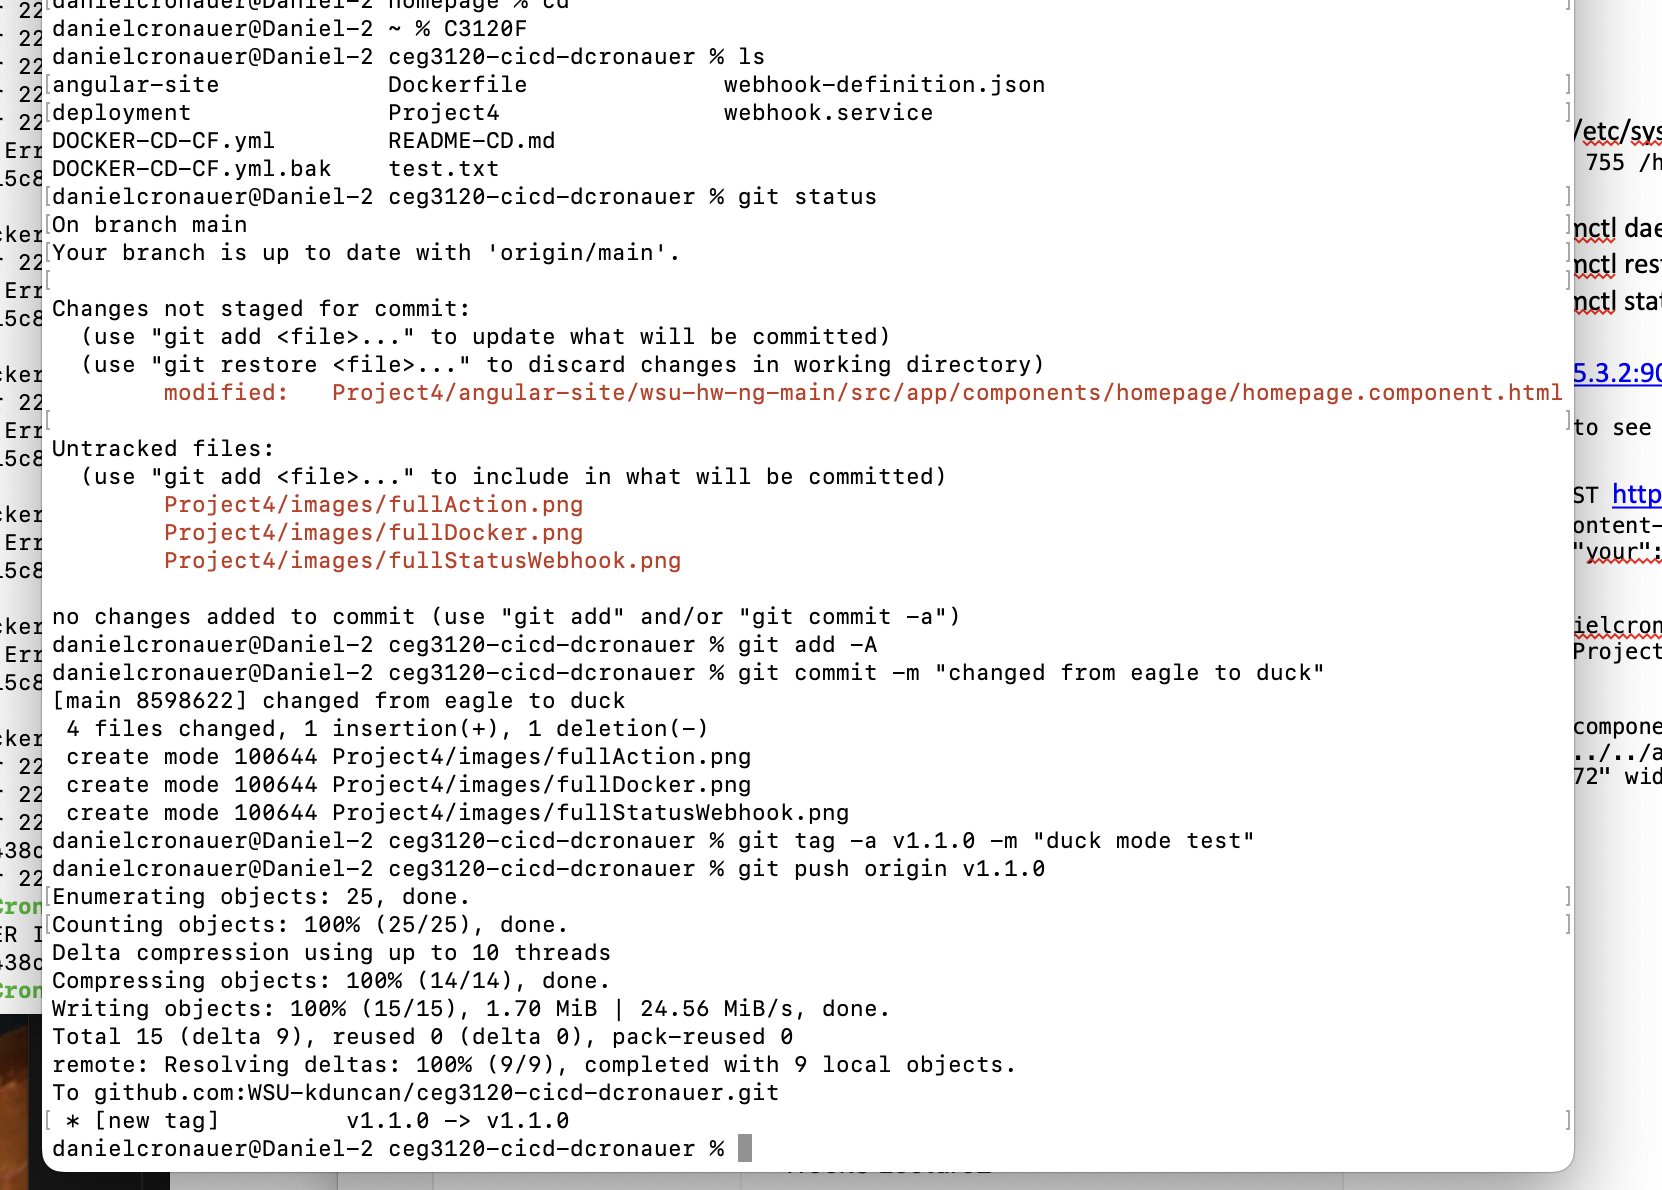 danielcronauer@Daniel-2 homepage % cd
danielcronauer@Daniel-2 ~ % C3120F
danielcronauer@Daniel-2 ceg3120-cicd-dcronauer % ls
angular-site Dockerfile webhook-definition.json
deployment Project4 webhook.service
DOCKER-CD-CF.yml README-CD.md
DOCKER-CD-CF.yml.bak test.txt
danielcronauer@Daniel-2 ceg3120-cicd-dcronauer % git status
On branch main
Your branch is up to date with 'origin/main'.
Changes not staged for commit:
(use "git add <file>..." to update what will be committed)
(use "git restore <file>..." to discard changes in working directory)
modified: Project4/angular-site/wsu-hw-ng-main/src/app/components/homepage/homepage.component.html
Untracked files:
(use "git add <file>..." to include in what will be committed)
Project4/images/fullAction.png
Project4/images/fullDocker.png
Project4/images/fullStatusWebhook.png
no changes added to commit (use "git add" and/or "git commit -a")
danielcronauer@Daniel-2 ceg3120-cicd-dcronauer % git add -A
danielcronauer@Daniel-2 ceg3120-cicd-dcronauer % git commit -m "changed from eagle to duck"
[main 8598622] changed from eagle to duck
4 files changed, 1 insertion(+), 1 deletion(-)
create mode 100644 Project4/images/fullAction.png
create mode 100644 Project4/images/fullDocker.png
create mode 100644 Project4/images/fullStatusWebhook.png
danielcronauer@Daniel-2 ceg3120-cicd-dcronauer % git tag -a v1.1.0 -m "duck mode test"
danielcronauer@Daniel-2 ceg3120-cicd-dcronauer % git push origin v1.1.0
Enumerating objects: 25, done.
Counting objects: 100% (25/25), done.
Delta compression using up to 10 threads
Compressing objects: 100% (14/14), done.
Writing objects: 100% (15/15), 1.70 MiB | 24.56 MiB/s, done.
Total 15 (delta 9), reused 0 (delta 0), pack-reused 0
remote: Resolving deltas: 100% (9/9), completed with 9 local objects.
To github.com:WSU-kduncan/ceg3120-cicd-dcronauer.git
* [new tag] v1.1.0 -> v1.1.0
danielcronauer@Daniel-2 ceg3120-cicd-dcronauer %
/etc/sys
755 /h
mctl dae
mctl res
mctl stat
5.3.2:90
to see
ST http
ontent-
"your":
ielcron
Project
compone
../../a
72" wid